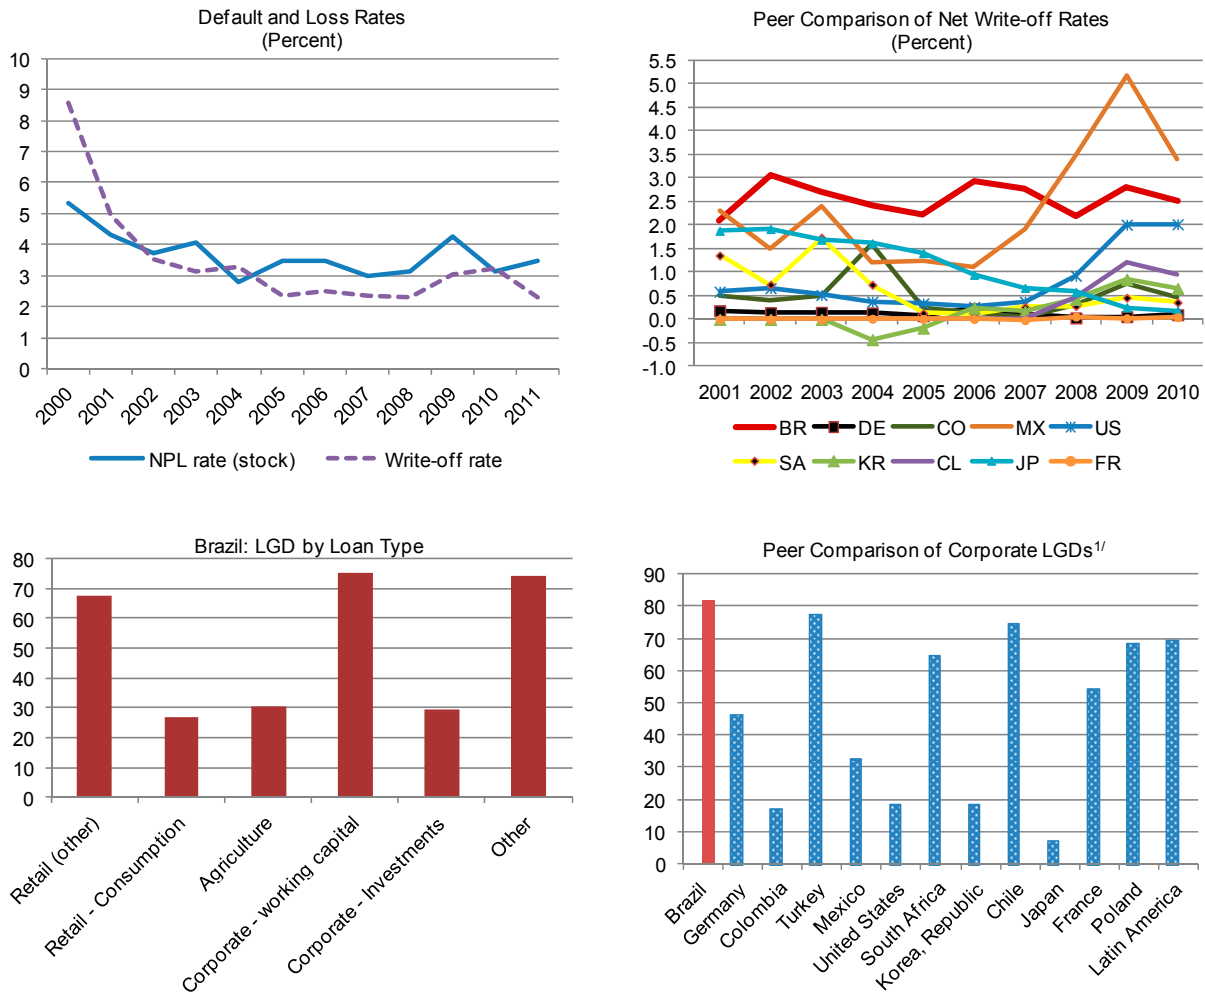 Default and Loss Rates
(Percent)
10
9
8
7
6
5
4
3
2
1
0
2000 2001 2002 2003 2004 2005 2006 2007 2008 2009 2010 2011
NPL rate (stock) Write-off rate
Peer Comparison of Net Write-off Rates
(Percent)
5.5
5.0
4.5
4.0
3.5
3.0
2.5
2.0
1.5
1.0
0.5
0.0
-0.5
-1.0
2001 2002 2003 2004 2005 2006 2007 2008 2009 2010
BR DE CO MX US
SA KR CL JP FR
Brazil: LGD by Loan Type
80
70
60
50
40
30
20
10
0
Retail (other)
Retail - Consumption
Agriculture
Corporate - working capital
Corporate - Investments
Other
Peer Comparison of Corporate LGDs1/
90
80
70
60
50
40
30
20
10
0
Brazil
Germany
Colombia
Turkey
Mexico
United States
South Africa
Korea, Republic
Chile
Japan
France
Poland
Latin America